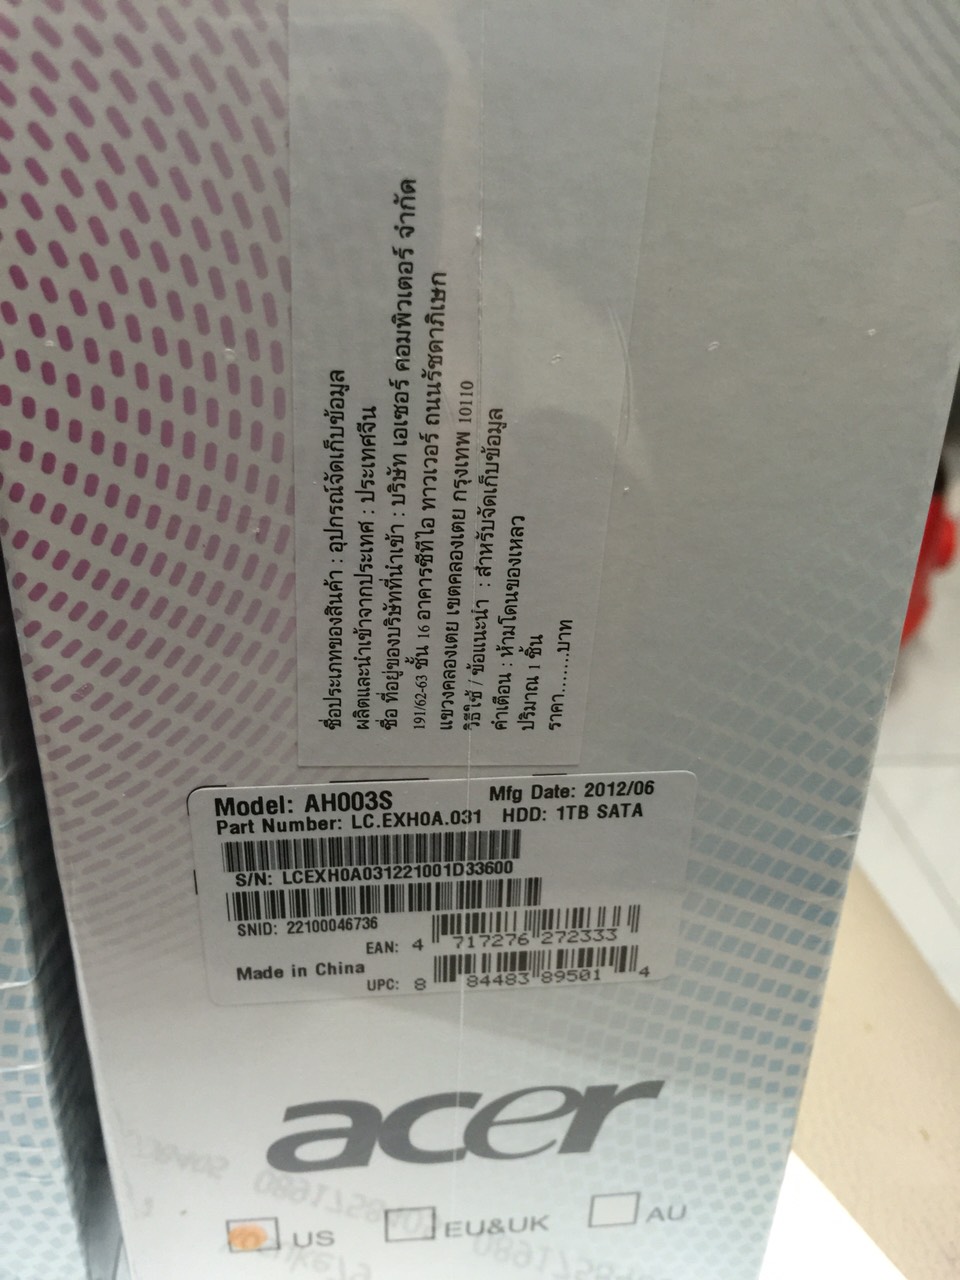 ชื่อประเภทของสินค้า : อุปกรณ์จัดเก็บข้อมูล
ผลิตและนำเข้าจากประเทศ : ประเทศจีน
ชื่อ ที่อยู่ของบริษัทที่นำเข้า : บริษัท เอเซอร์ คอมพิวเตอร์ จำกัด
191/62-63 ชั้น 16 อาคารซีทีไอ ทาวเวอร์ ถนนรัชดาภิเษก
แขวงคลองเตย เขตคลองเตย กรุงเทพ 10110
วิธีใช้ / ข้อแนะนำ : สำหรับจัดเก็บข้อมูล
คำเตือน : ห้ามโดนของเหลว
ปริมาณ 1 ชิ้น
ราคา........บาท
Model: AH003S Mfg Date: 2012/06
Part Number: LC.EXH0A.031 HDD: 1TB SATA
S/N: LCEXH0A031221001D33600
SNID: 22100046736
EAN: 4 717276 272333
Made in China
UPC: 8 84483 89501 4
acer
US EU&UK AU